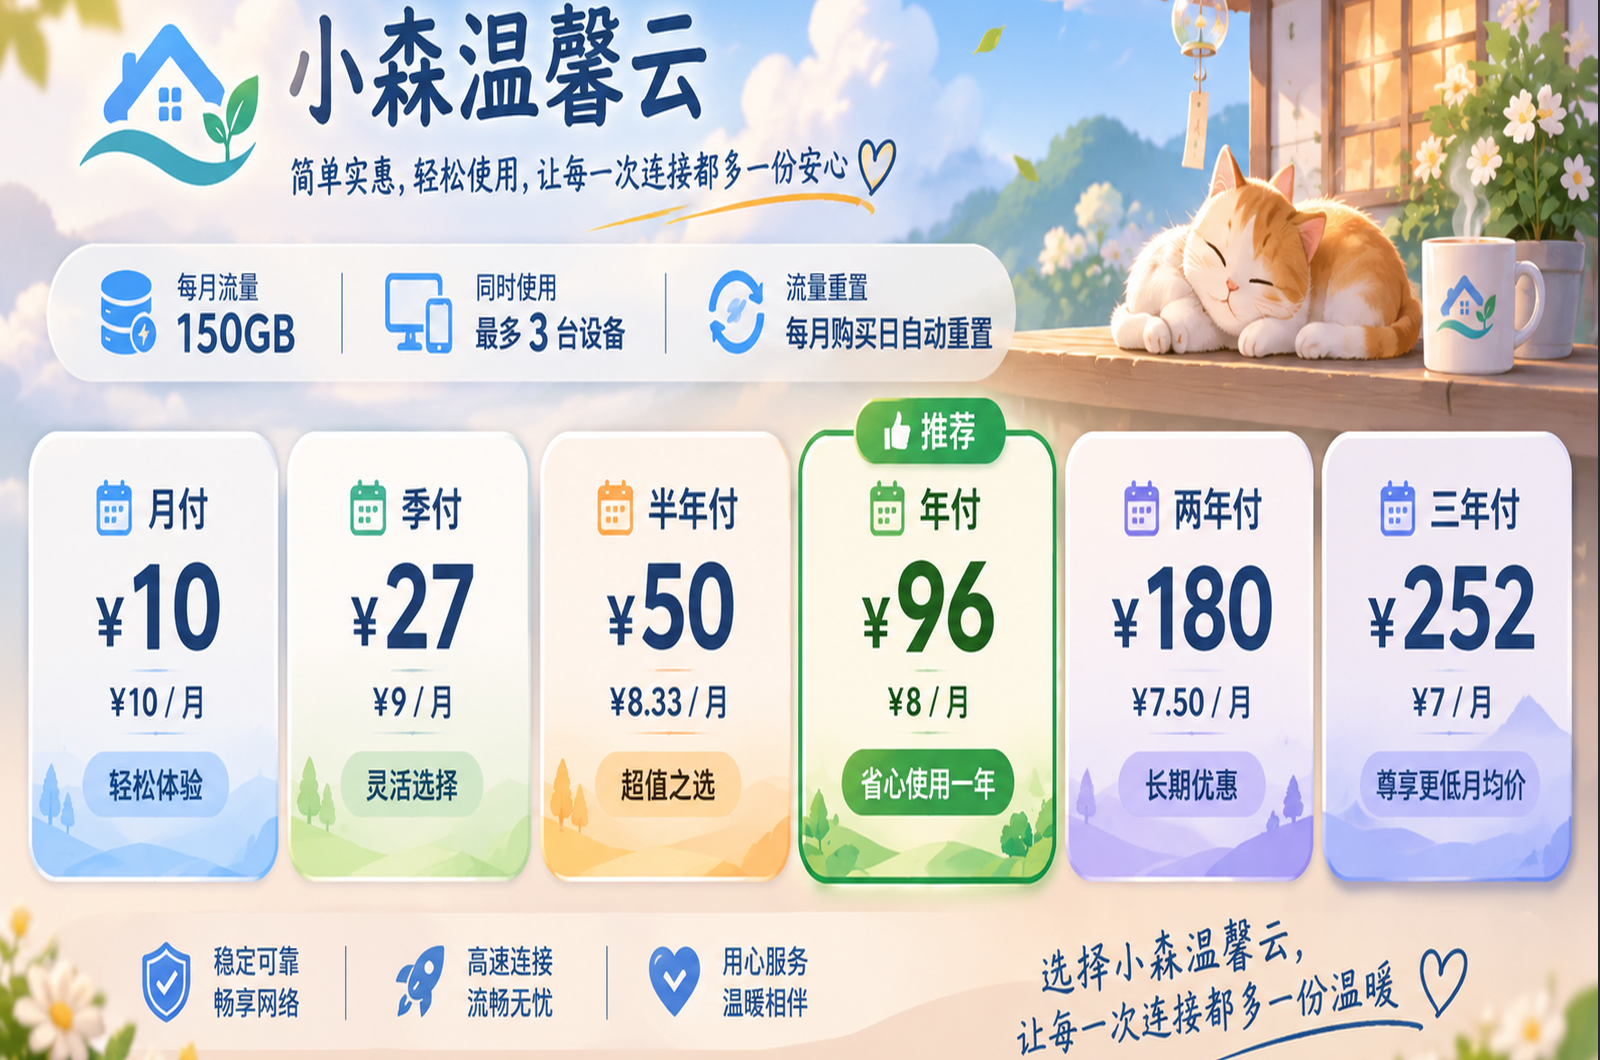 小森温馨云
简单实惠,轻松使用,让每一次连接都多一份安心
每月流量
150GB
同时使用
最多 3 台设备
流量重置
每月购买日自动重置
月付
¥10
¥10 / 月
轻松体验
季付
¥27
¥9 / 月
灵活选择
半年付
¥50
¥8.33 / 月
超值之选
推荐
年付
¥96
¥8 / 月
省心使用一年
两年付
¥180
¥7.50 / 月
长期优惠
三年付
¥252
¥7 / 月
尊享更低月均价
稳定可靠
畅享网络
高速连接
流畅无忧
用心服务
温暖相伴
选择小森温馨云,
让每一次连接都多一份温暖